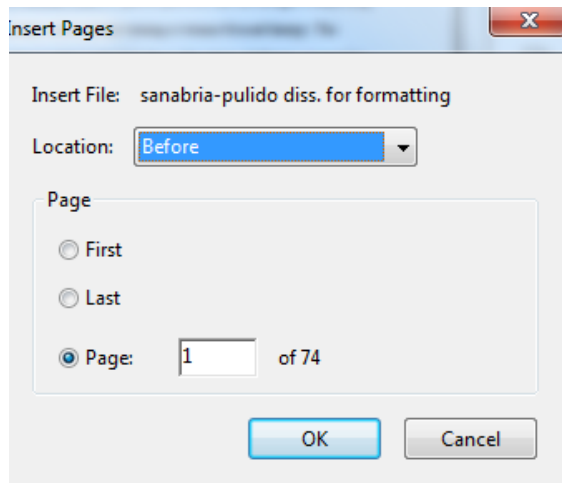 Insert Pages
Insert File: sanabria-pulido diss. for formatting
Location: Before
Page
First
Last
Page: 1 of 74
OK Cancel